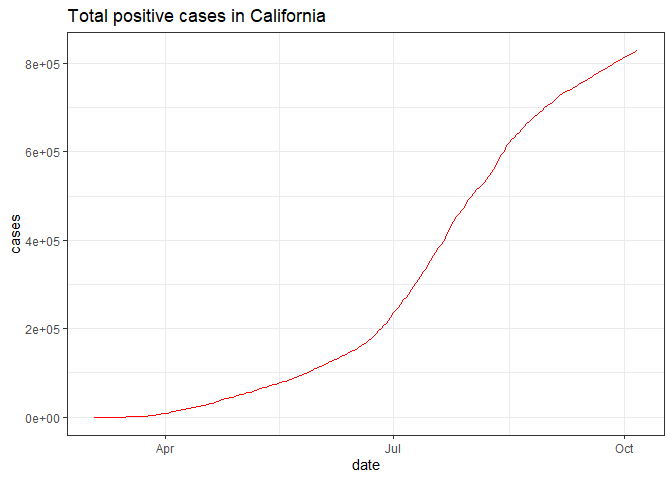 Total positive cases in California
8e+05
6e+05
4e+05
2e+05
0e+00
cases
Apr
Jul
Oct
date